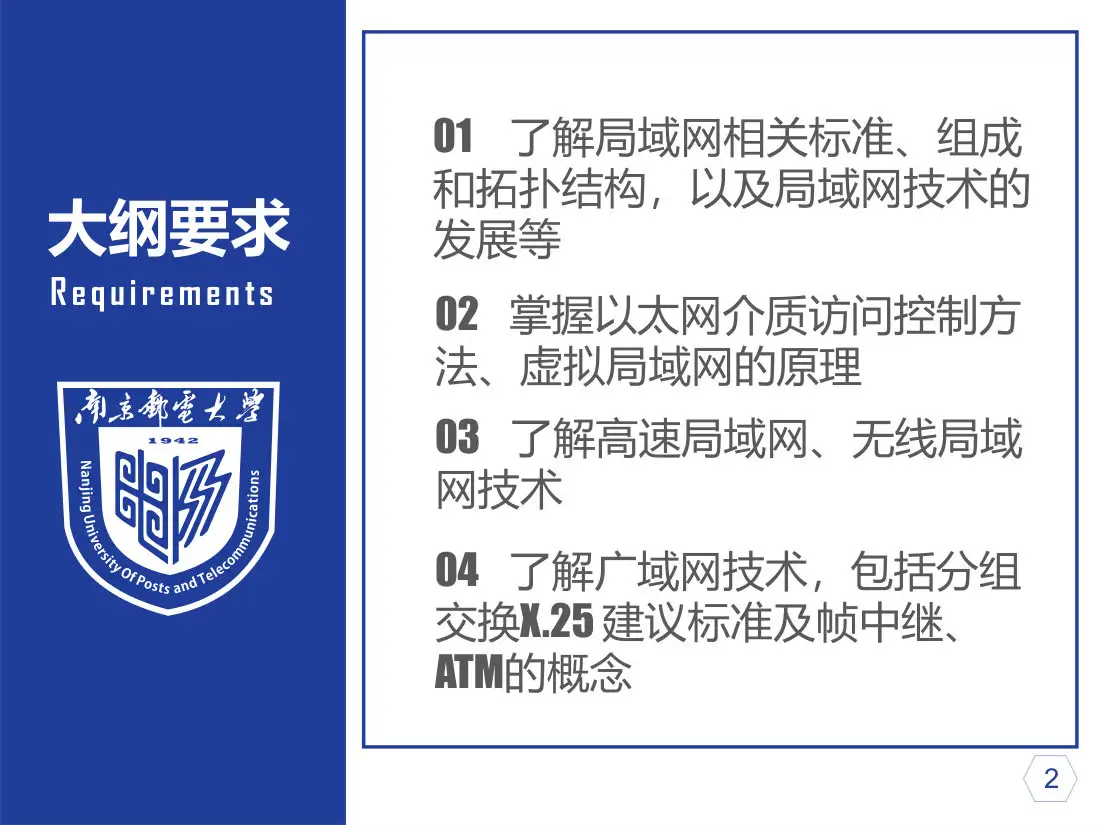 大纲要求
Requirements
南京邮电大学
1942
Nanjing University Of Posts and Telecommunications
01 了解局域网相关标准、组成
和拓扑结构，以及局域网技术的
发展等
02 掌握以太网介质访问控制方
法、虚拟局域网的原理
03 了解高速局域网、无线局域
网技术
04 了解广域网技术，包括分组
交换X.25 建议标准及帧中继、
ATM的概念
2